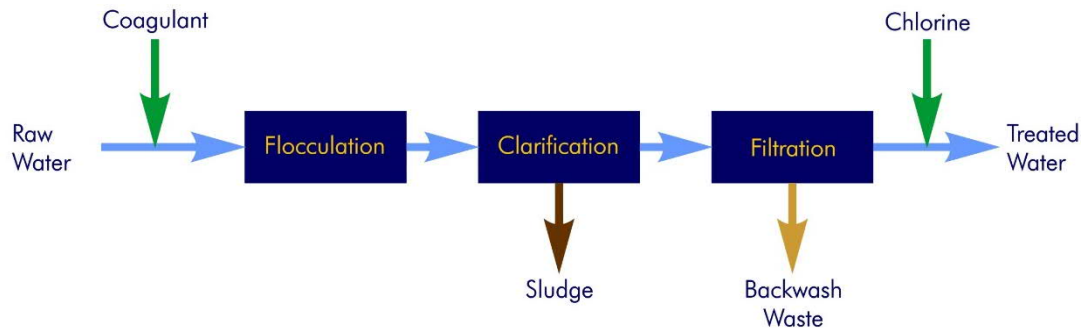 Coagulant
Chlorine
Raw
Water
Flocculation
Clarification
Filtration
Treated
Water
Sludge
Backwash
Waste